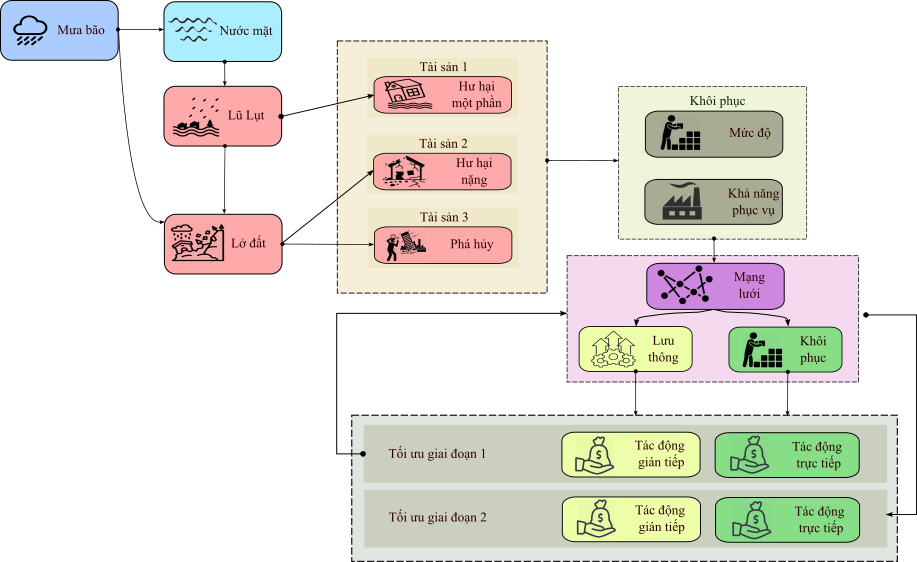 Mưa bão
Nước mặt
Lũ Lụt
Lở đất
Tài sản 1
Hư hại
một phần
Tài sản 2
Hư hại
nặng
Tài sản 3
Phá hủy
Khôi phục
Mức độ
Khả năng
phục vụ
Mạng
lưới
Lưu
thông
Khôi
phục
Tối ưu giai đoạn 1
Tác động
gián tiếp
Tác động
trực tiếp
Tối ưu giai đoạn 2
Tác động
gián tiếp
Tác động
trực tiếp